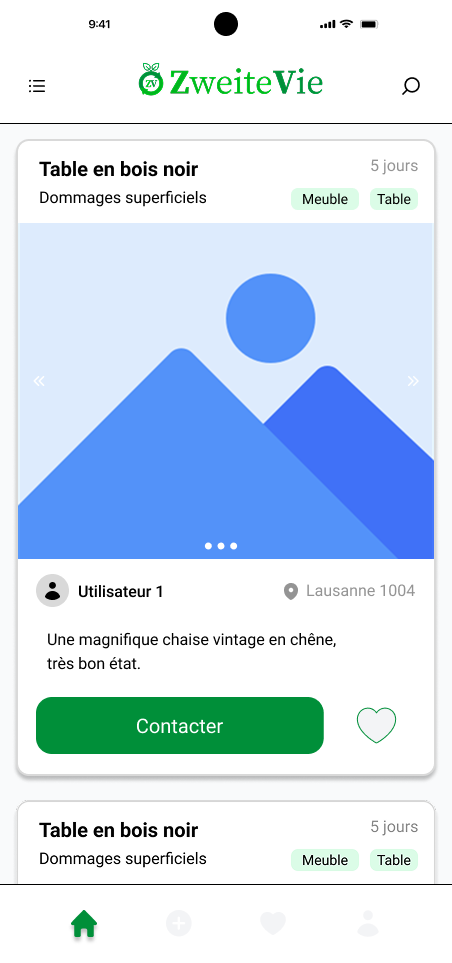 9:41
ZV ZweiteVie
Table en bois noir
5 jours
Dommages superficiels
Meuble
Table
«
»
Utilisateur 1
Lausanne 1004
Une magnifique chaise vintage en chêne,
très bon état.
Contacter
Table en bois noir
5 jours
Dommages superficiels
Meuble
Table